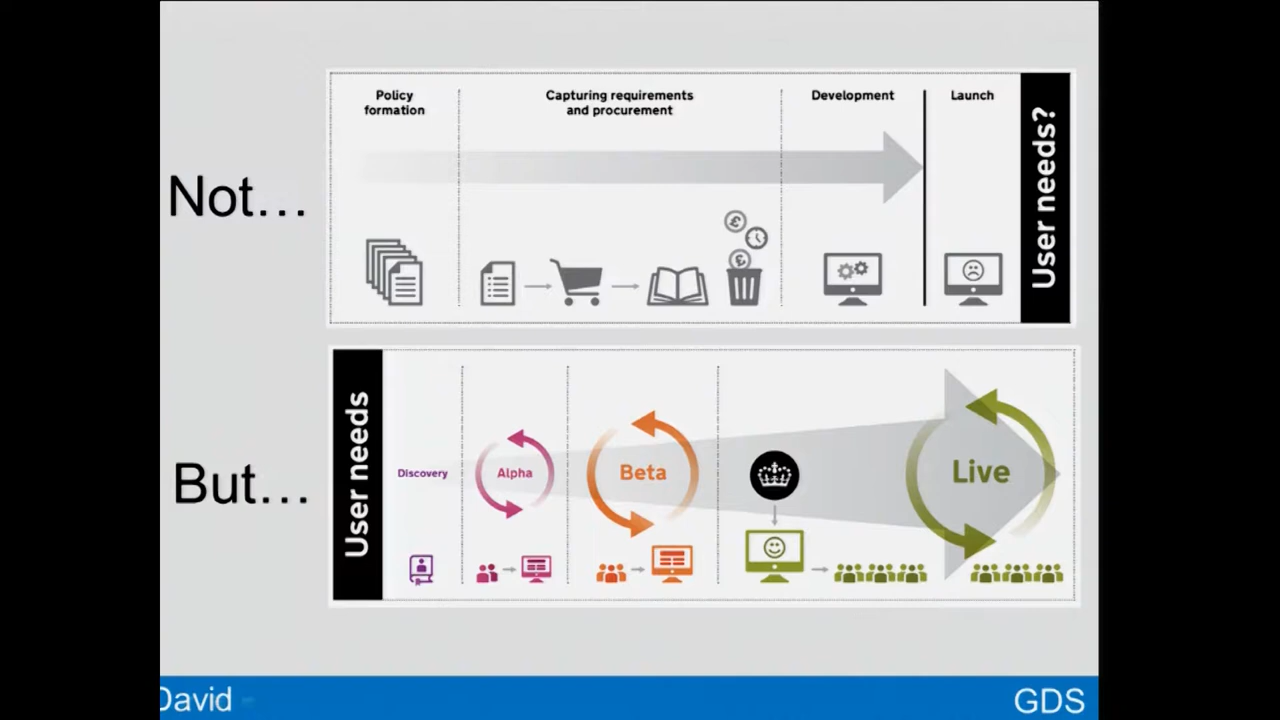 Not…
Policy
formation
Capturing requirements
and procurement
Development
Launch
User needs?
£
£
But…
User needs
Discovery
Alpha
Beta
Live
David
GDS